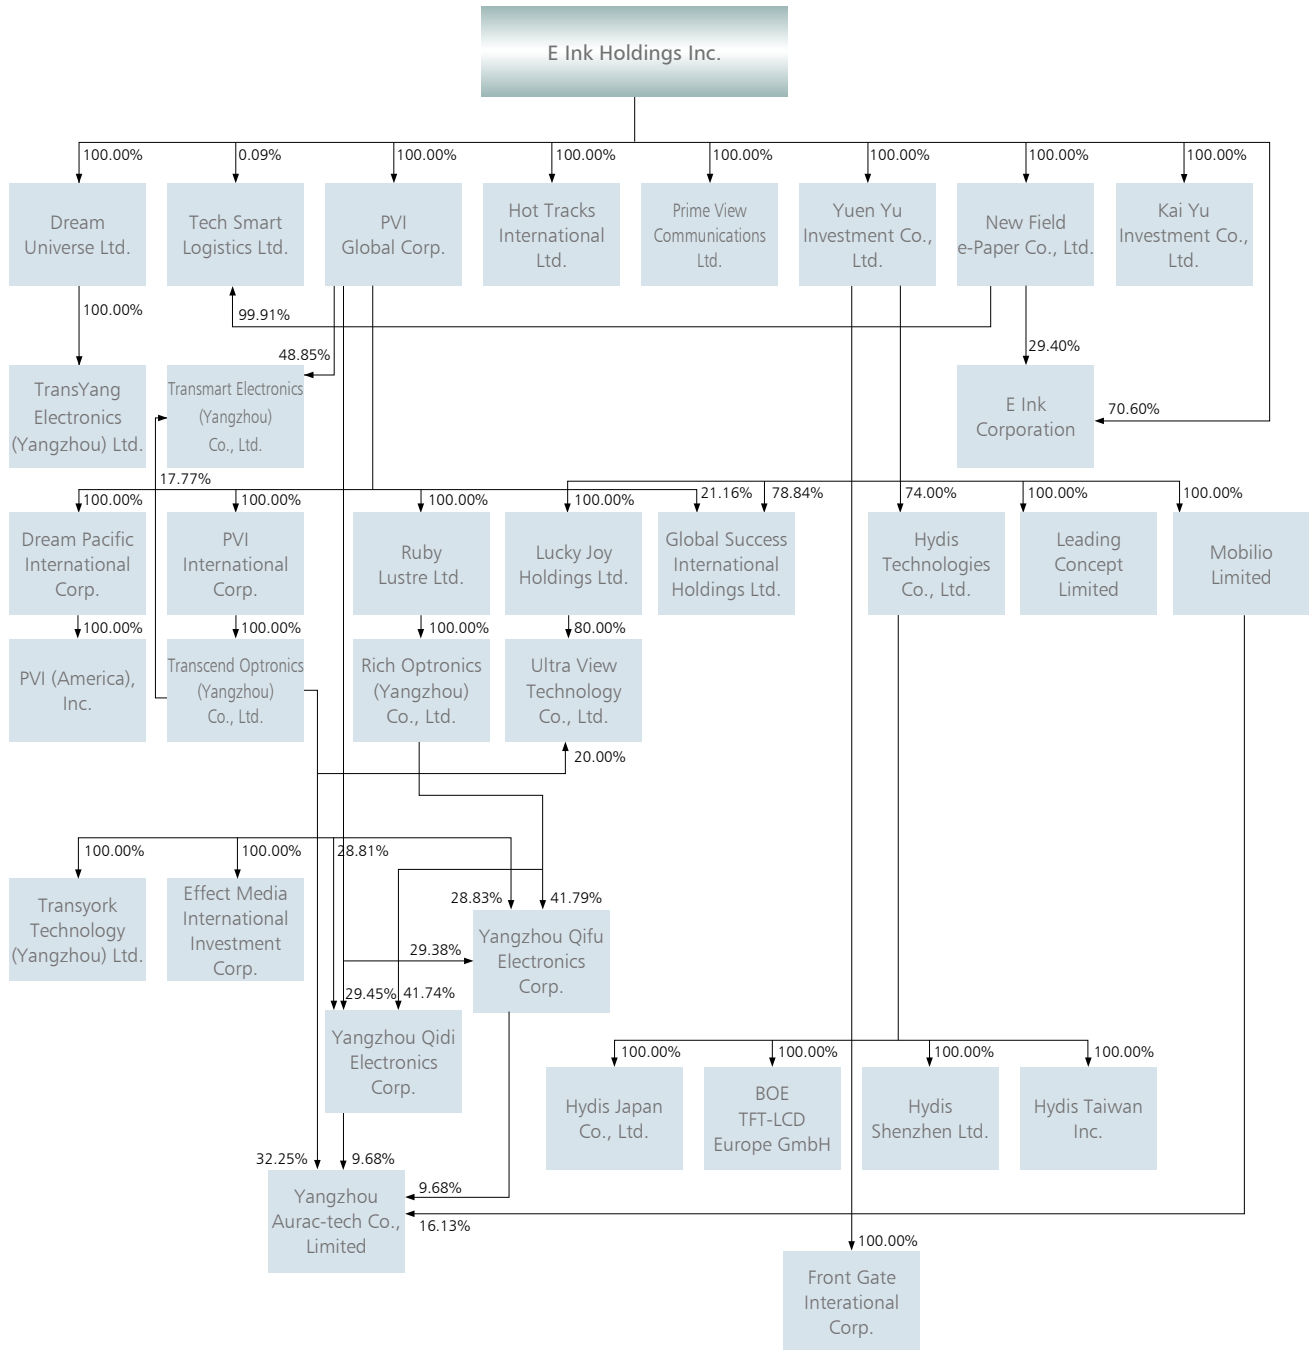 E Ink Holdings Inc.
100.00%
0.09%
100.00%
100.00%
100.00%
100.00%
100.00%
100.00%
Dream
Universe Ltd.
Tech Smart
Logistics Ltd.
PVI
Global Corp.
Hot Tracks
International
Ltd.
Prime View
Communications
Ltd.
Yuen Yu
Investment Co.,
Ltd.
New Field
e-Paper Co., Ltd.
Kai Yu
Investment Co.,
Ltd.
100.00%
99.91%
48.85%
29.40%
TransYang
Electronics
(Yangzhou) Ltd.
Transmart Electronics
(Yangzhou)
Co., Ltd.
E Ink
Corporation
70.60%
17.77%
100.00%
100.00%
100.00%
100.00%
21.16%
78.84%
74.00%
100.00%
100.00%
Dream Pacific
International
Corp.
PVI
International
Corp.
Ruby
Lustre Ltd.
Lucky Joy
Holdings Ltd.
Global Success
International
Holdings Ltd.
Hydis
Technologies
Co., Ltd.
Leading
Concept
Limited
Mobilio
Limited
100.00%
100.00%
100.00%
80.00%
PVI (America),
Inc.
Transcend Optronics
(Yangzhou)
Co., Ltd.
Rich Optronics
(Yangzhou)
Co., Ltd.
Ultra View
Technology
Co., Ltd.
20.00%
100.00%
100.00%
28.81%
28.83%
41.79%
Transyork
Technology
(Yangzhou) Ltd.
Effect Media
International
Investment
Corp.
Yangzhou Qifu
Electronics
Corp.
29.38%
29.45%
41.74%
Yangzhou Qidi
Electronics
Corp.
100.00%
100.00%
100.00%
100.00%
Hydis Japan
Co., Ltd.
BOE
TFT-LCD
Europe GmbH
Hydis
Shenzhen Ltd.
Hydis Taiwan
Inc.
32.25%
9.68%
9.68%
16.13%
Yangzhou
Aurac-tech Co.,
Limited
100.00%
Front Gate
Interational
Corp.